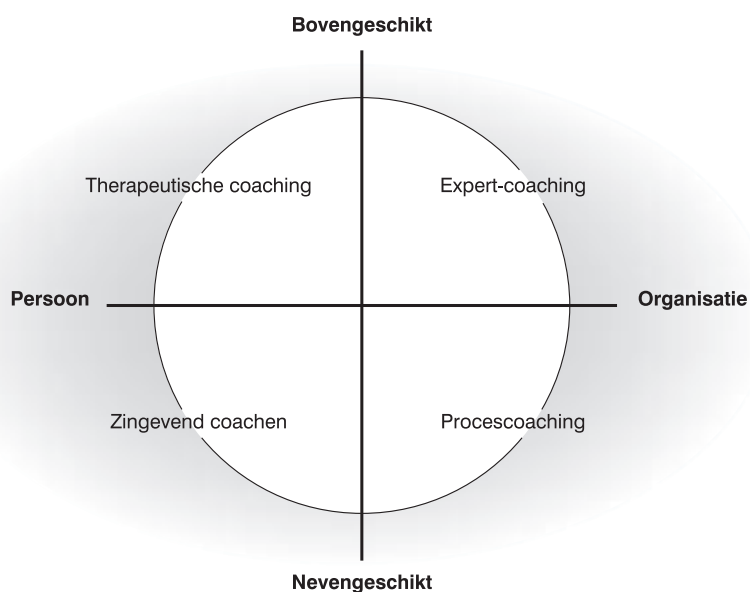 Bovengeschikt
Therapeutische coaching
Expert-coaching
Persoon
Organisatie
Zingevend coachen
Procescoaching
Nevengeschikt